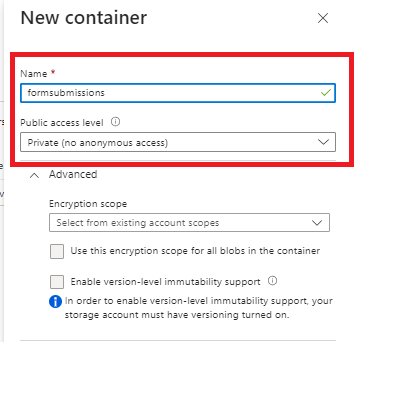 New container
Name *
formsubmissions
Public access level
Private (no anonymous access)
Advanced
Encryption scope
Select from existing account scopes
Use this encryption scope for all blobs in the container
Enable version-level immutability support
In order to enable version-level immutability support, your
storage account must have versioning turned on.